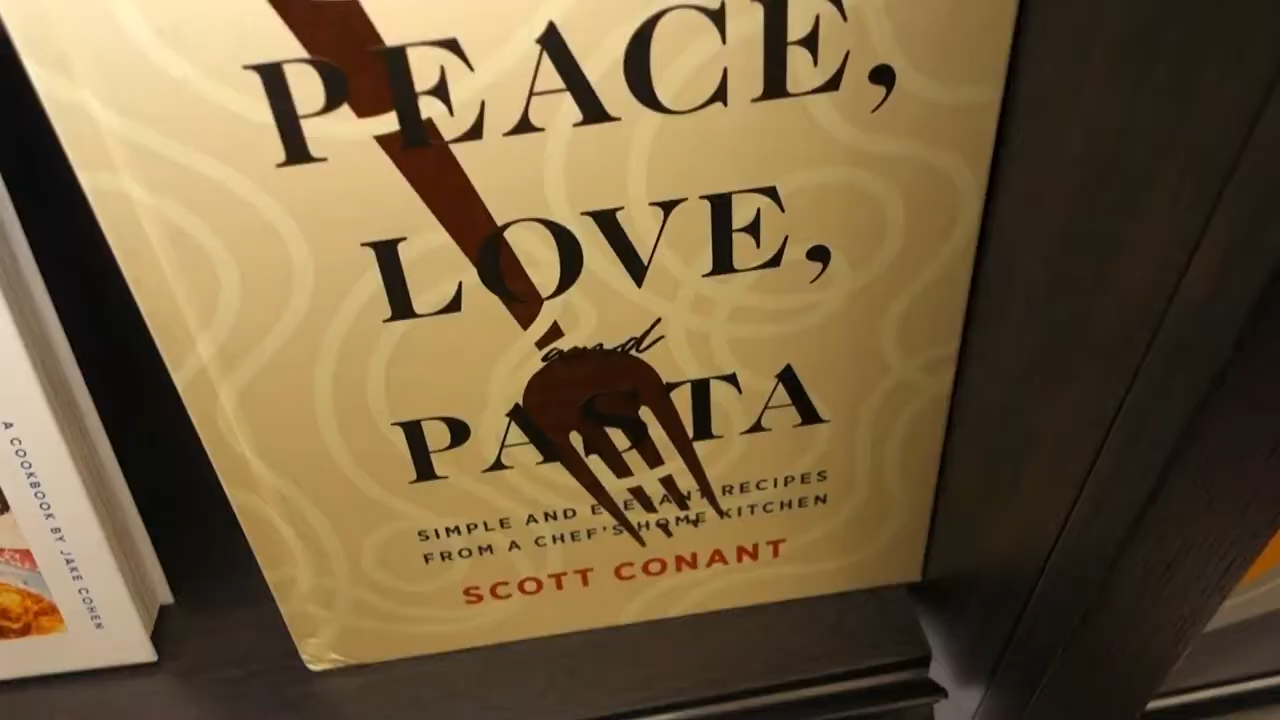 PEACE,
LOVE,
and
PASTA
SIMPLE AND ELEGANT RECIPES
FROM A CHEF'S HOME KITCHEN
SCOTT CONANT
A COOKBOOK BY JAKE COHEN